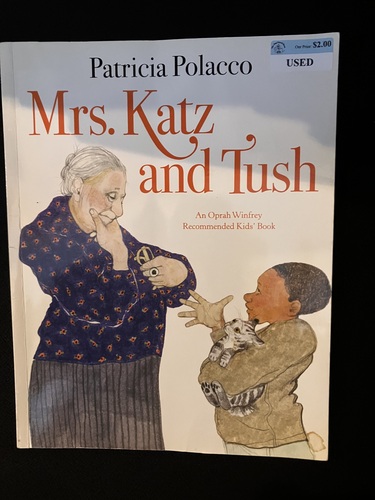 Our Price $2.00
USED
Patricia Polacco
Mrs. Katz
and Tush
An Oprah Winfrey
Recommended Kids' Book